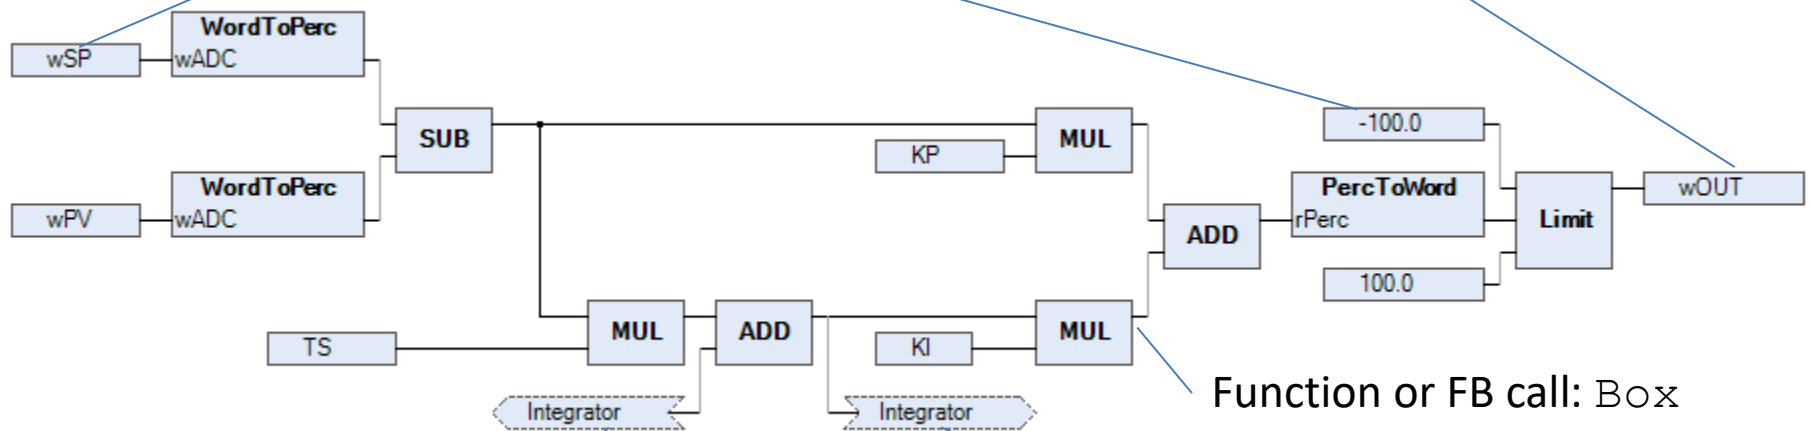 WordToPerc
wSP
wADC
-100.0
SUB
MUL
KP
WordToPerc
PercToWord
wOUT
wPV
wADC
rPerc
Limit
ADD
100.0
MUL
ADD
MUL
TS
KI
Integrator
Integrator
Function or FB call: Box